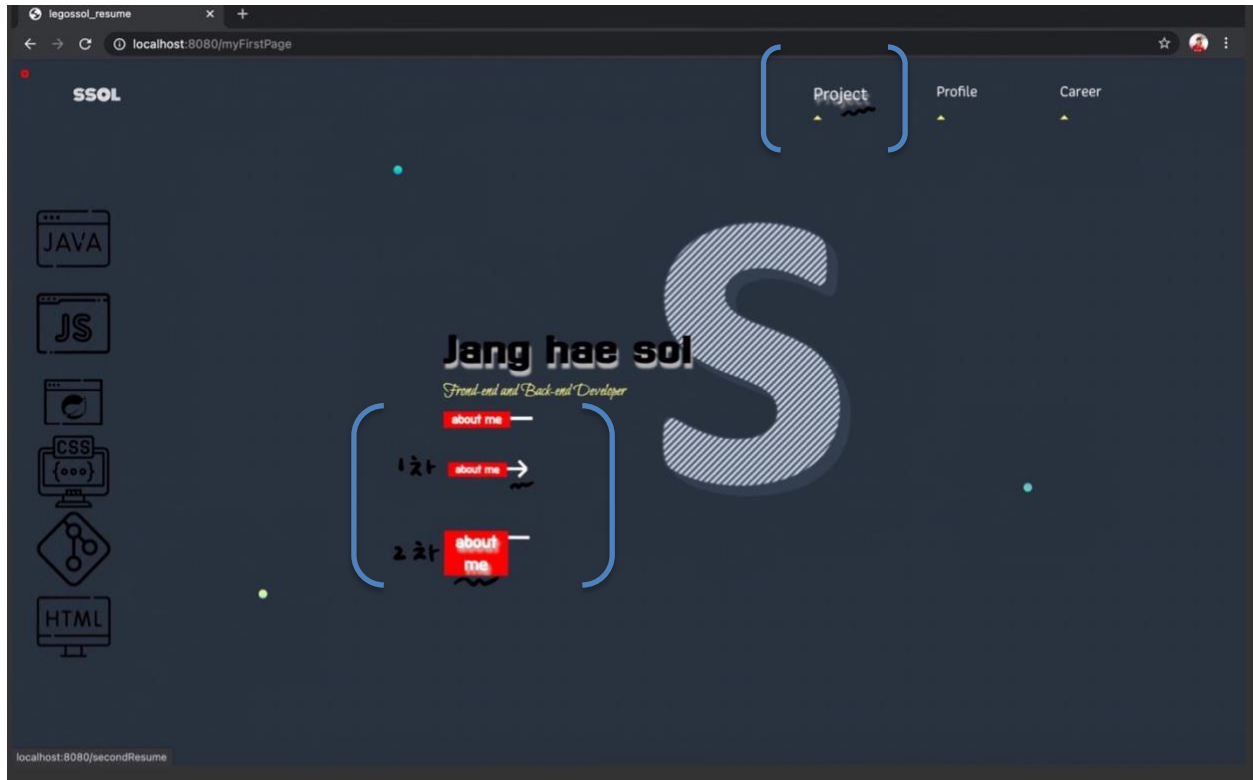 legossol_resume
localhost:8080/myFirstPage
SSOL
Project
Profile
Career
JAVA
JS
CSS
{ooo}
HTML
Jang hae sol
Frond-end and Back-end Developer
about me
1차 about me
2차 about
me
S
localhost:8080/secondResume